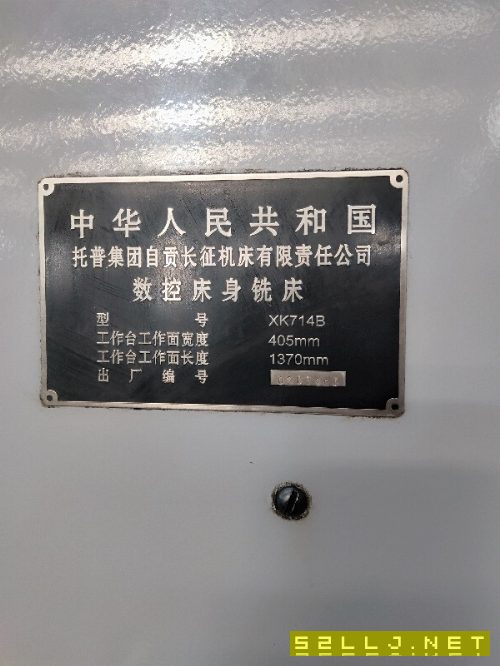 中华人民共和国
托普集团自贡长征机床有限责任公司
数控床身铣床
型号 XK714B
工作台工作面宽度 405mm
工作台工作面长度 1370mm
出厂编号
52LLJ.NET